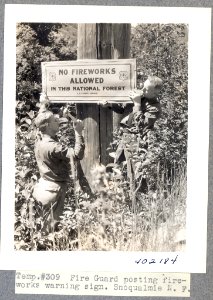 NO FIREWORKS
ALLOWED
IN THIS NATIONAL FOREST
402184
Temp.#309 Fire Guard posting fire-
works warning sign. Snoqualmie N. F.